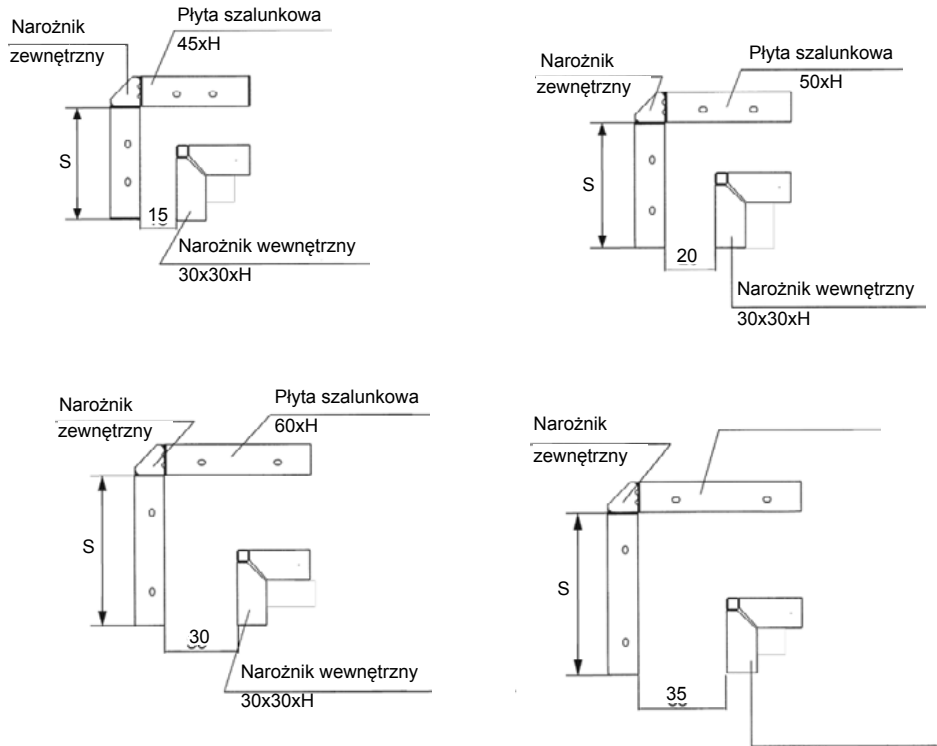 Narożnik
zewnętrzny
Płyta szalunkowa
45xH
S
15
Narożnik wewnętrzny
30x30xH
Narożnik
zewnętrzny
Płyta szalunkowa
50xH
S
20
Narożnik wewnętrzny
30x30xH
Narożnik
zewnętrzny
Płyta szalunkowa
60xH
S
30
Narożnik wewnętrzny
30x30xH
Narożnik
zewnętrzny
S
35